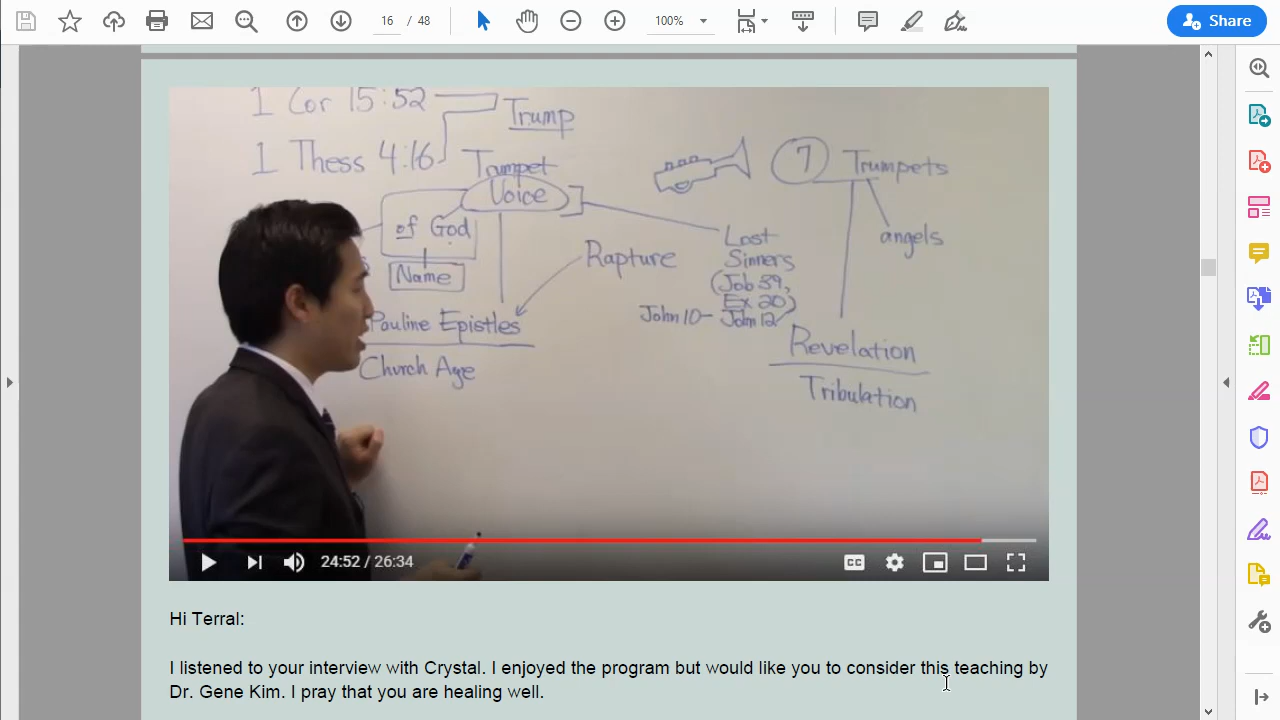 16 / 48
100%
Share
1 Cor 15:52
Trump
1 Thess 4:16
Trumpet
Voice
of God
Name
Rapture
Pauline Epistles
Church Age
7 Trumpets
angels
Lost
Sinners
(Job 39,
Ex 20)
John 10- John 12
Revelation
Tribulation
24:52 / 26:34
CC
Hi Terral:
I listened to your interview with Crystal. I enjoyed the program but would like you to consider this teaching by
Dr. Gene Kim. I pray that you are healing well.